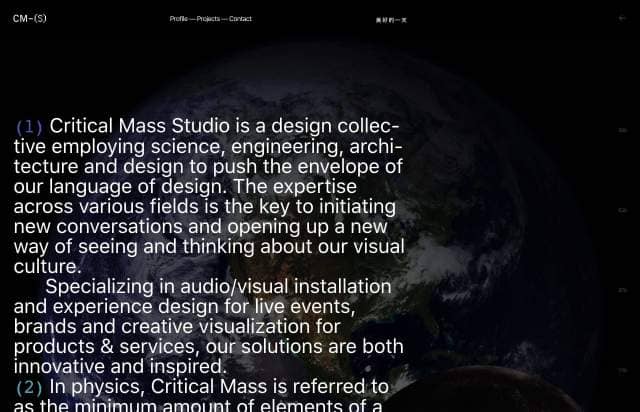 CM-(S)
Profile — Projects — Contact
美好的一天
←
(1) Critical Mass Studio is a design collec-
tive employing science, engineering, archi-
tecture and design to push the envelope of
our language of design. The expertise
across various fields is the key to initiating
new conversations and opening up a new
way of seeing and thinking about our visual
culture.
Specializing in audio/visual installation
and experience design for live events,
brands and creative visualization for
products & services, our solutions are both
innovative and inspired.
(2) In physics, Critical Mass is referred to
as the minimum amount of elements of a